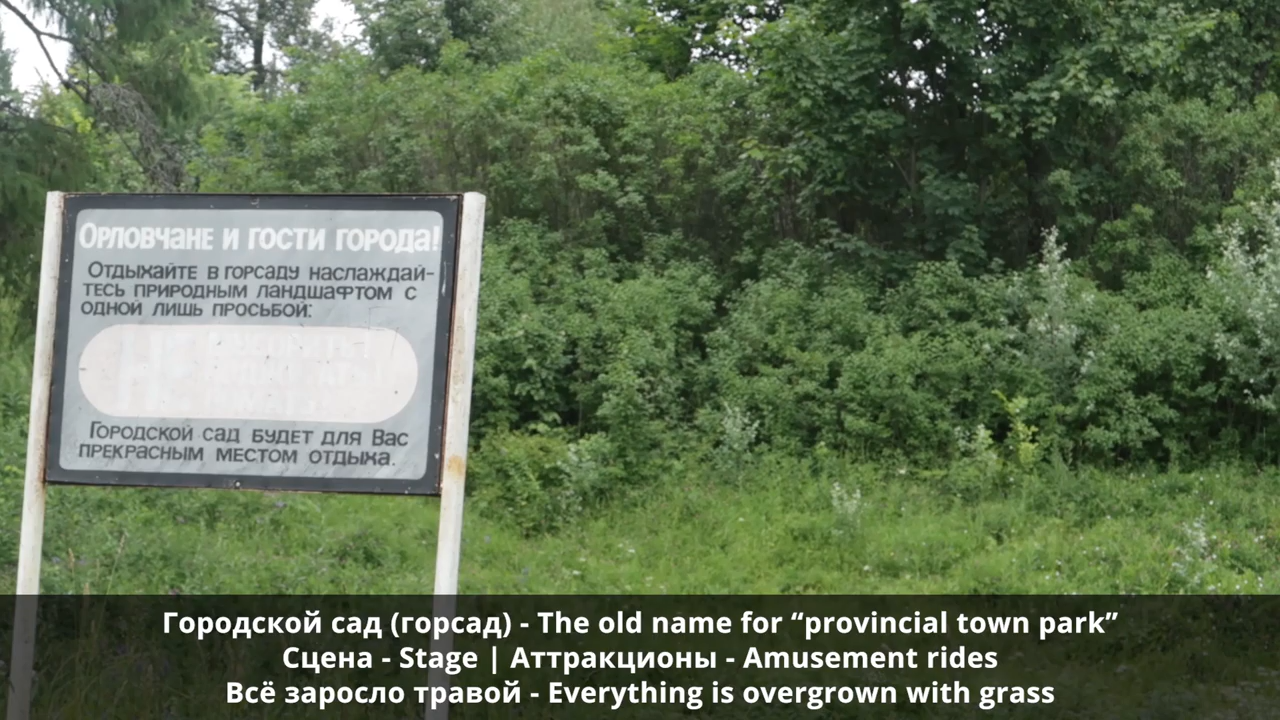 Орловчане и гости города!
Отдыхайте в горсаду наслаждай-
тесь природным ландшафтом с
одной лишь просьбой:
Городской сад будет для Вас
прекрасным местом отдыха.
Городской сад (горсад) - The old name for “provincial town park”
Сцена - Stage | Аттракционы - Amusement rides
Всё заросло травой - Everything is overgrown with grass